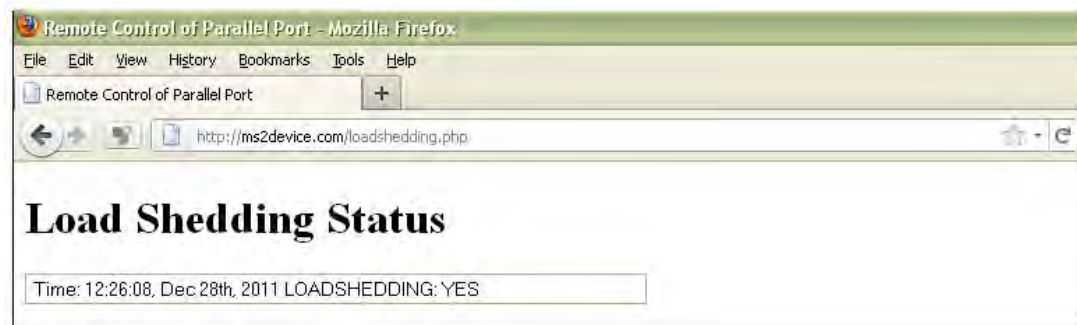 Remote Control of Parallel Port - Mozilla Firefox
File Edit View History Bookmarks Tools Help
Remote Control of Parallel Port +
http://ms2device.com/loadshedding.php
Load Shedding Status
Time: 12:26:08, Dec 28th, 2011 LOADSHEDDING: YES